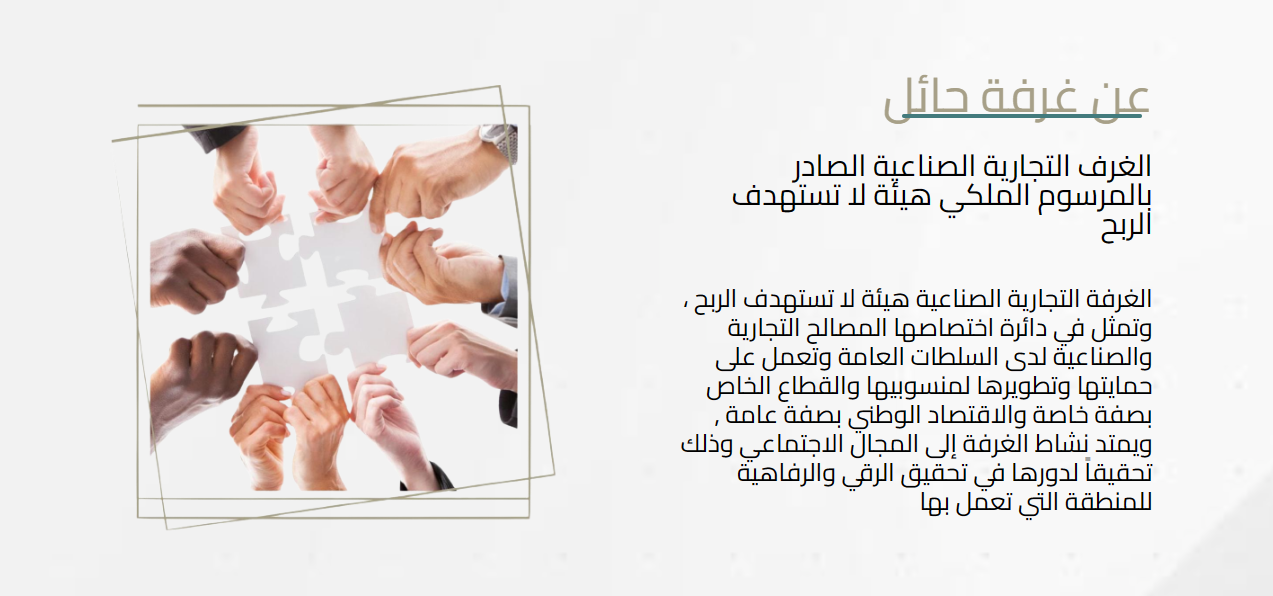 عن غرفة حائل
الغرف التجارية الصناعية الصادر
بالمرسوم الملكي هيئة لا تستهدف
الربح
الغرفة التجارية الصناعية هيئة لا تستهدف الربح ،
وتمثل في دائرة اختصاصها المصالح التجارية
والصناعية لدى السلطات العامة وتعمل على
حمايتها وتطويرها لمنسوبيها والقطاع الخاص
بصفة خاصة والاقتصاد الوطني بصفة عامة ,
ويمتد نشاط الغرفة إلى المجال الاجتماعي وذلك
تحقيقاً لدورها في تحقيق الرقي والرفاهية
للمنطقة التي تعمل بها